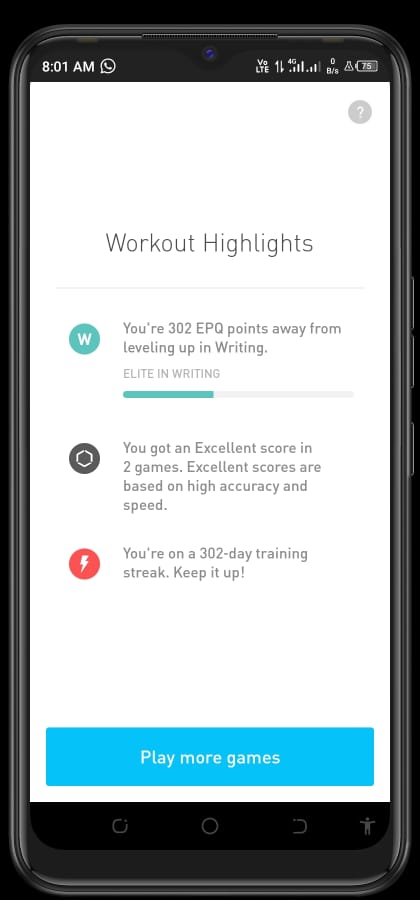 8:01 AM
Vo
LTE
4G
0
B/s
75
?
Workout Highlights
W
You're 302 EPQ points away from
leveling up in Writing.
ELITE IN WRITING
You got an Excellent score in
2 games. Excellent scores are
based on high accuracy and
speed.
You're on a 302-day training
streak. Keep it up!
Play more games